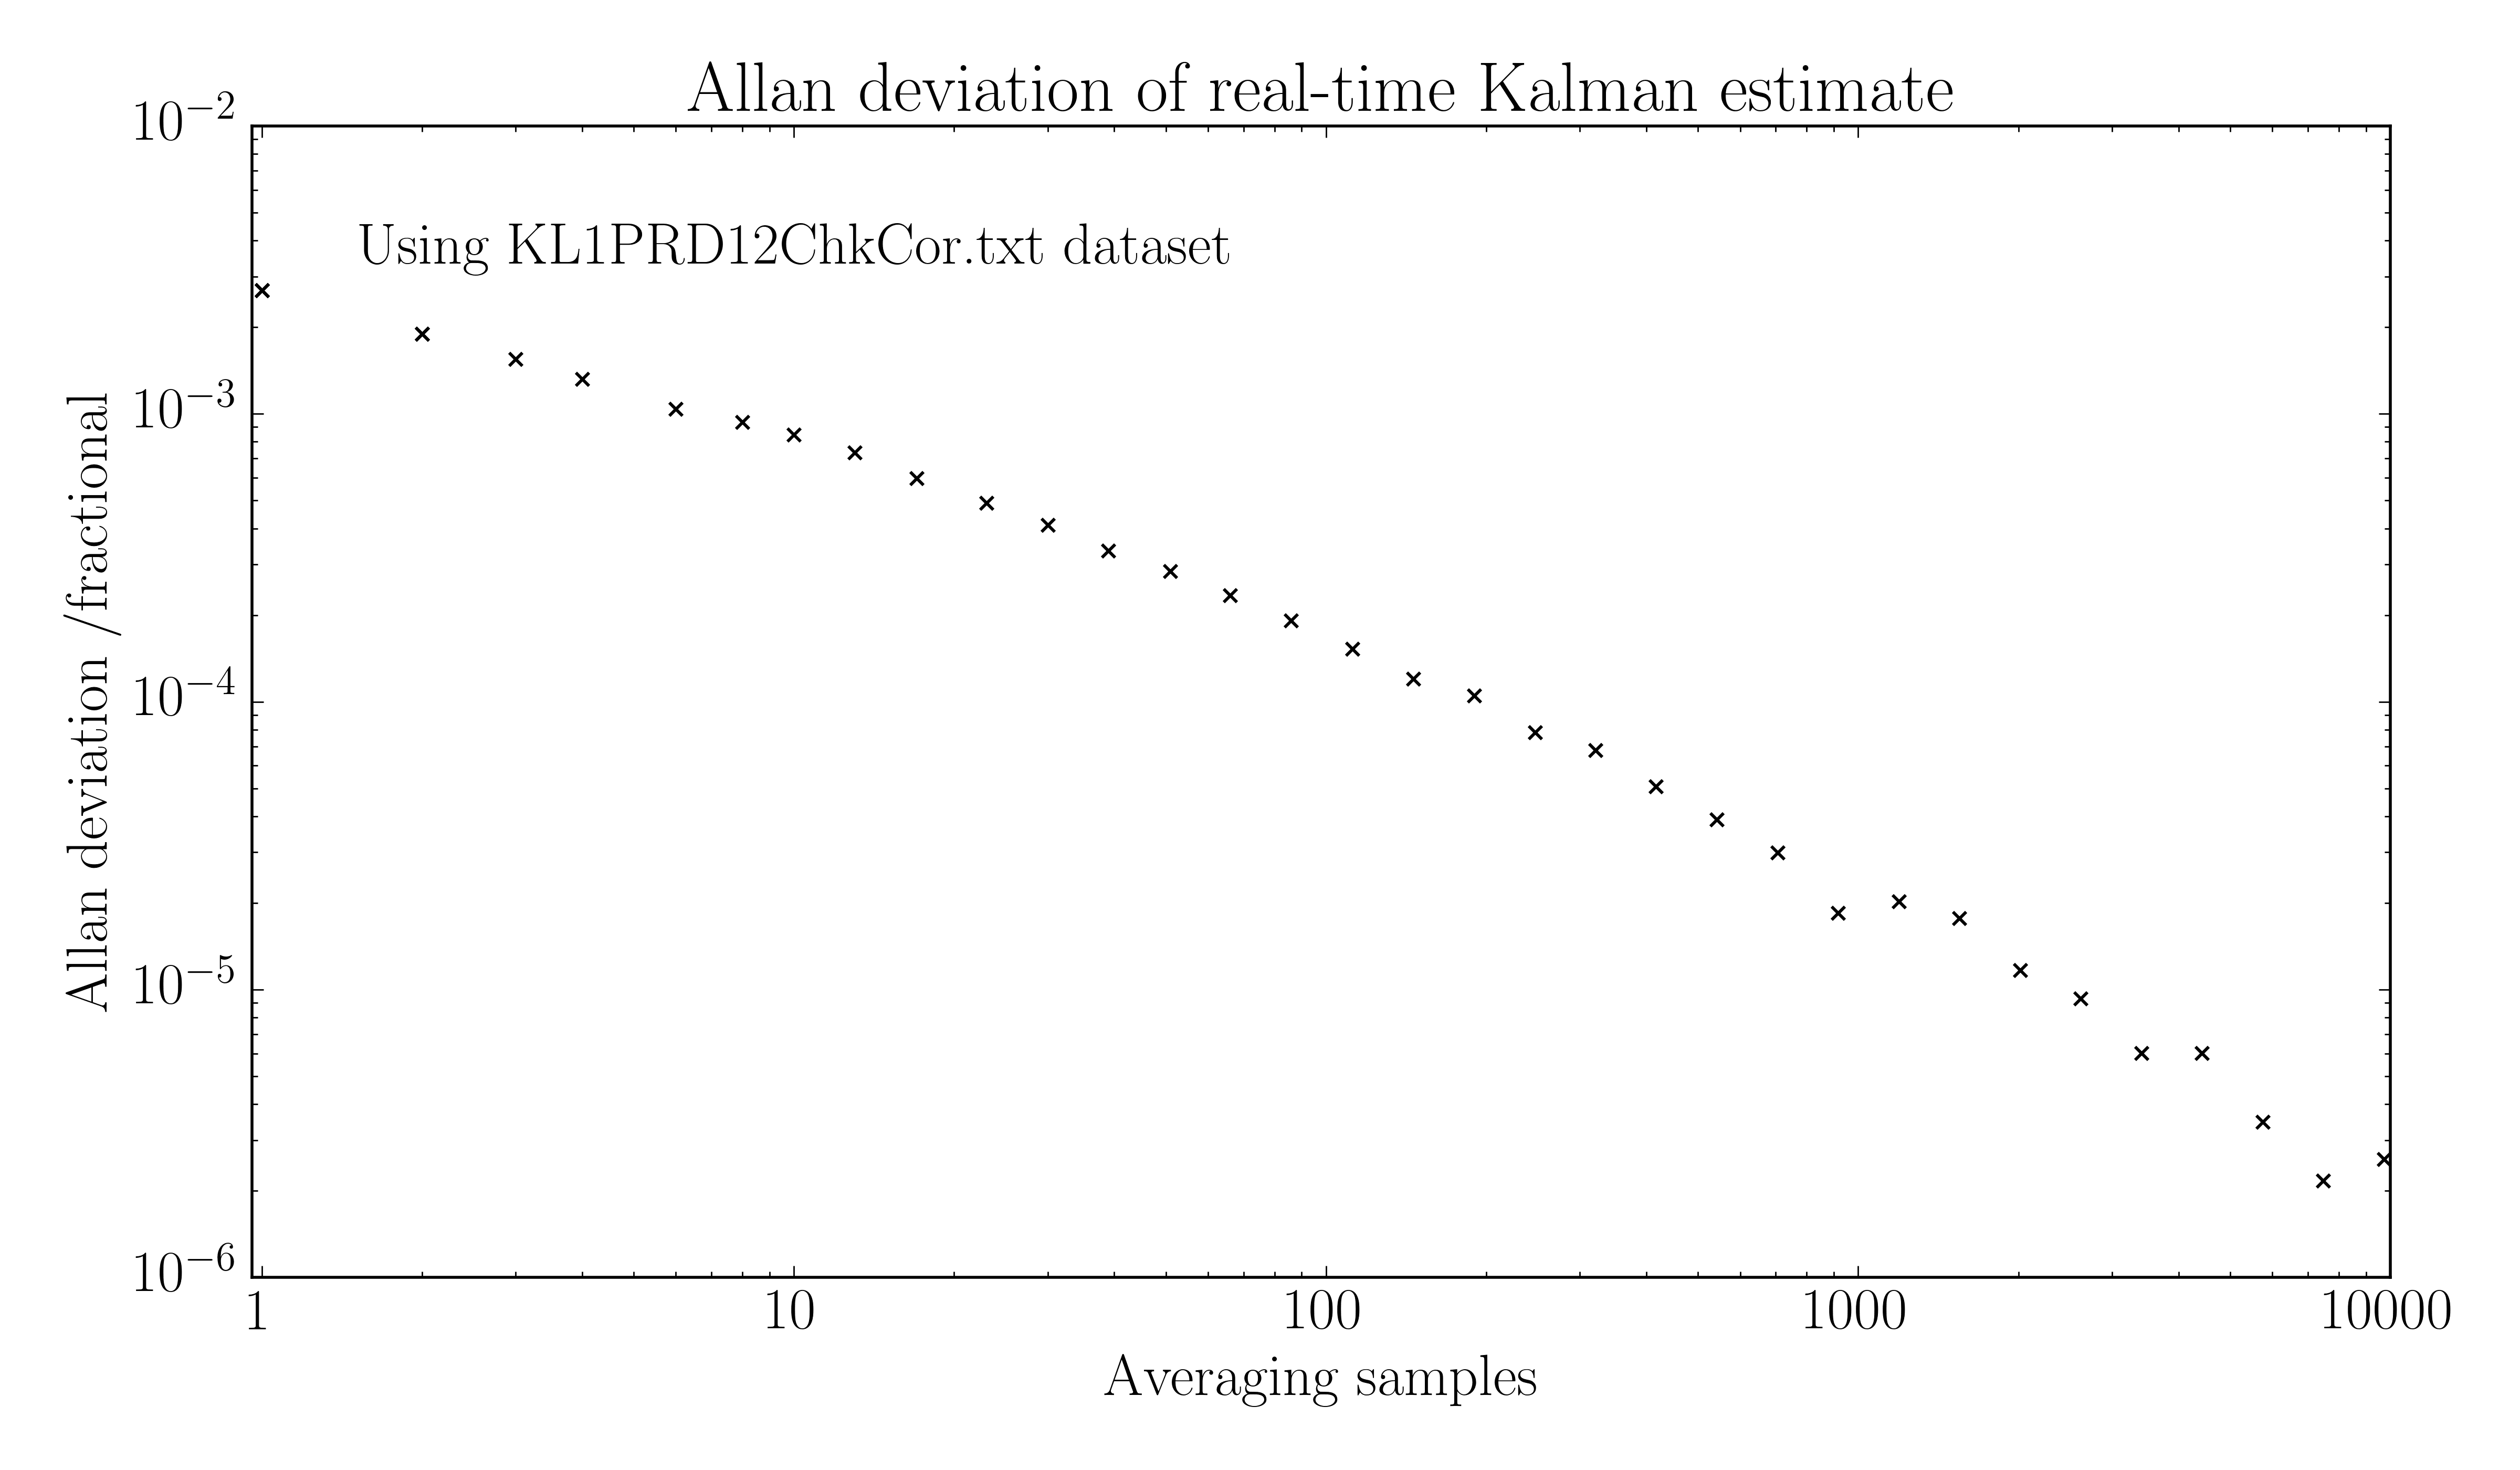 Allan deviation of real-time Kalman estimate
10−2
Using KL1PRD12ChkCor.txt dataset
10−3
10−4
10−5
10−6
Allan deviation /fractional
1 10 100 1000 10000
Averaging samples